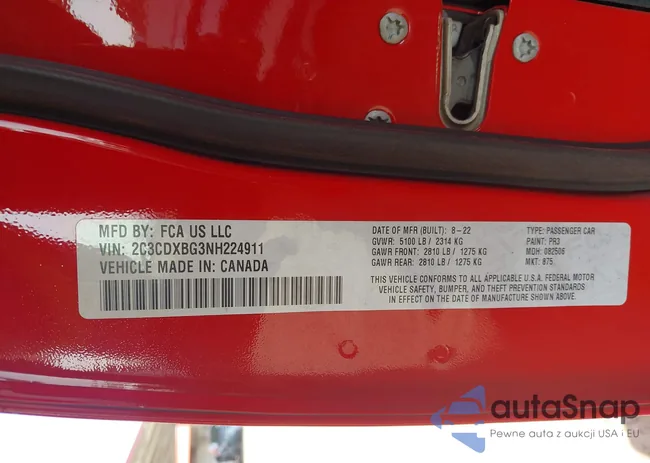 MFD BY: FCA US LLC
VIN: 2C3CDXBG3NH224911
VEHICLE MADE IN: CANADA
DATE OF MFR (BUILT): 8-22
GVWR: 5100 LB / 2314 KG
GAWR FRONT: 2810 LB / 1275 KG
GAWR REAR: 2810 LB / 1275 KG
TYPE: PASSENGER CAR
PAINT: PR3
MDH: 082506
MKT: 875.
THIS VEHICLE CONFORMS TO ALL APPLICABLE U.S.A. FEDERAL MOTOR
VEHICLE SAFETY, BUMPER, AND THEFT PREVENTION STANDARDS
IN EFFECT ON THE DATE OF MANUFACTURE SHOWN ABOVE.
autaSnap
Pewne auta z aukcji USA i EU